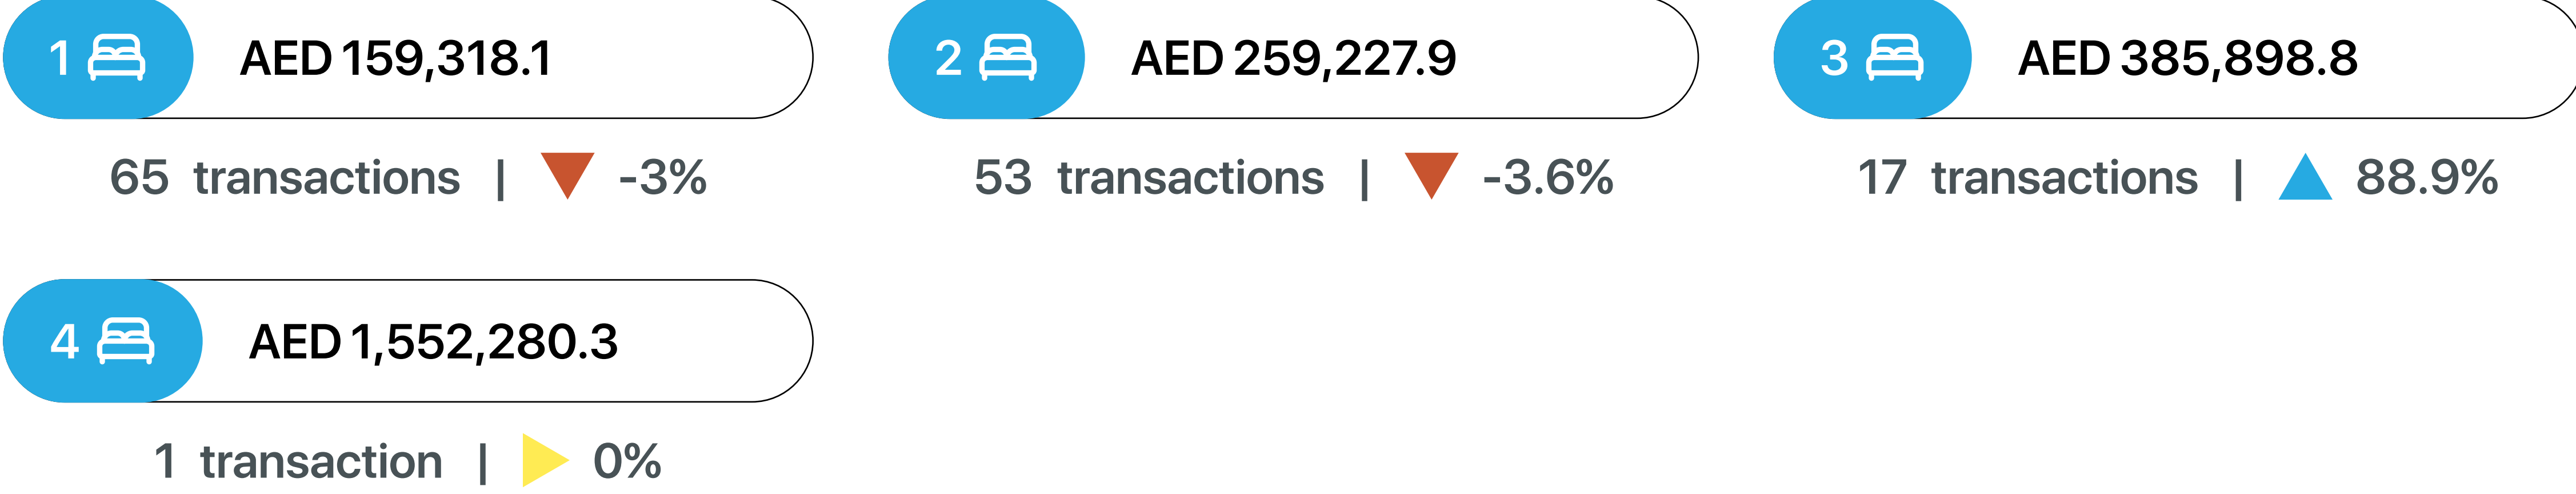 1 AED 159,318.1 2 AED 259,227.9 3 AED 385,898.8
65 transactions | -3% 53 transactions | -3.6% 17 transactions | 88.9%
4 AED 1,552,280.3
1 transaction | 0%